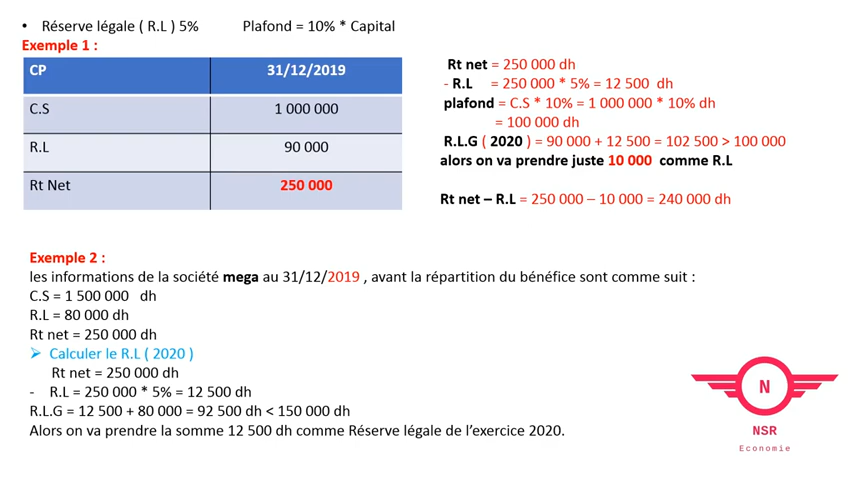 • Réserve légale ( R.L ) 5% Plafond = 10% * Capital
Exemple 1 :
CP 31/12/2019
C.S 1 000 000
R.L 90 000
Rt Net 250 000
Rt net = 250 000 dh
- R.L = 250 000 * 5% = 12 500 dh
plafond = C.S * 10% = 1 000 000 * 10% dh
= 100 000 dh
R.L.G ( 2020 ) = 90 000 + 12 500 = 102 500 > 100 000
alors on va prendre juste 10 000 comme R.L
Rt net – R.L = 250 000 – 10 000 = 240 000 dh
Exemple 2 :
les informations de la société mega au 31/12/2019 , avant la répartition du bénéfice sont comme suit :
C.S = 1 500 000 dh
R.L = 80 000 dh
Rt net = 250 000 dh
➢ Calculer le R.L ( 2020 )
Rt net = 250 000 dh
- R.L = 250 000 * 5% = 12 500 dh
R.L.G = 12 500 + 80 000 = 92 500 dh < 150 000 dh
Alors on va prendre la somme 12 500 dh comme Réserve légale de l’exercice 2020.
N
NSR
Economie